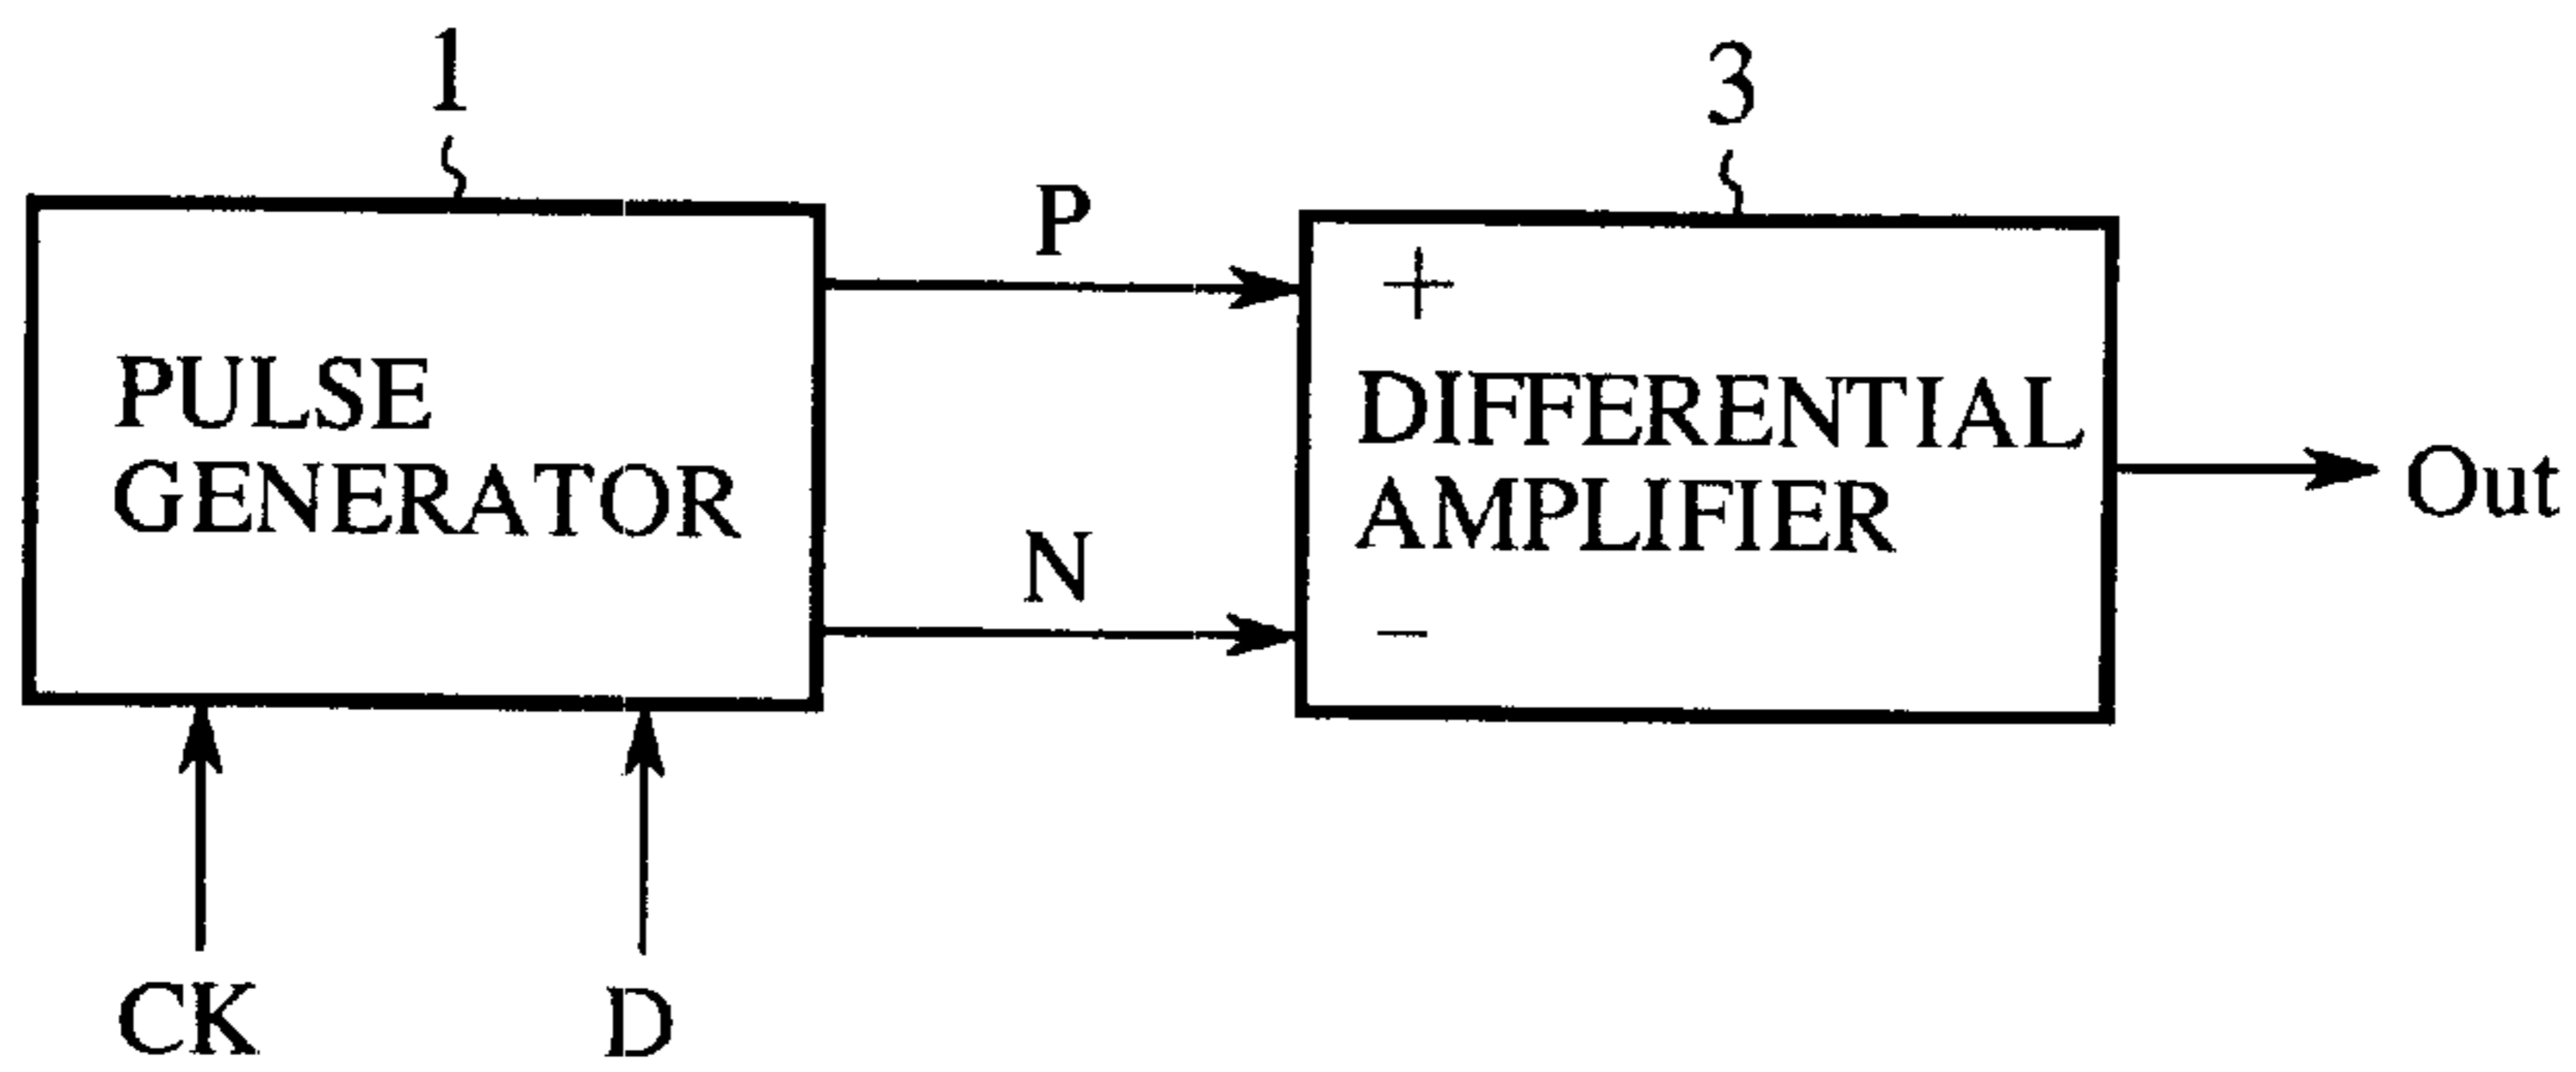 1
3
P
+
PULSE
GENERATOR
DIFFERENTIAL
AMPLIFIER
Out
N
−
CK
D